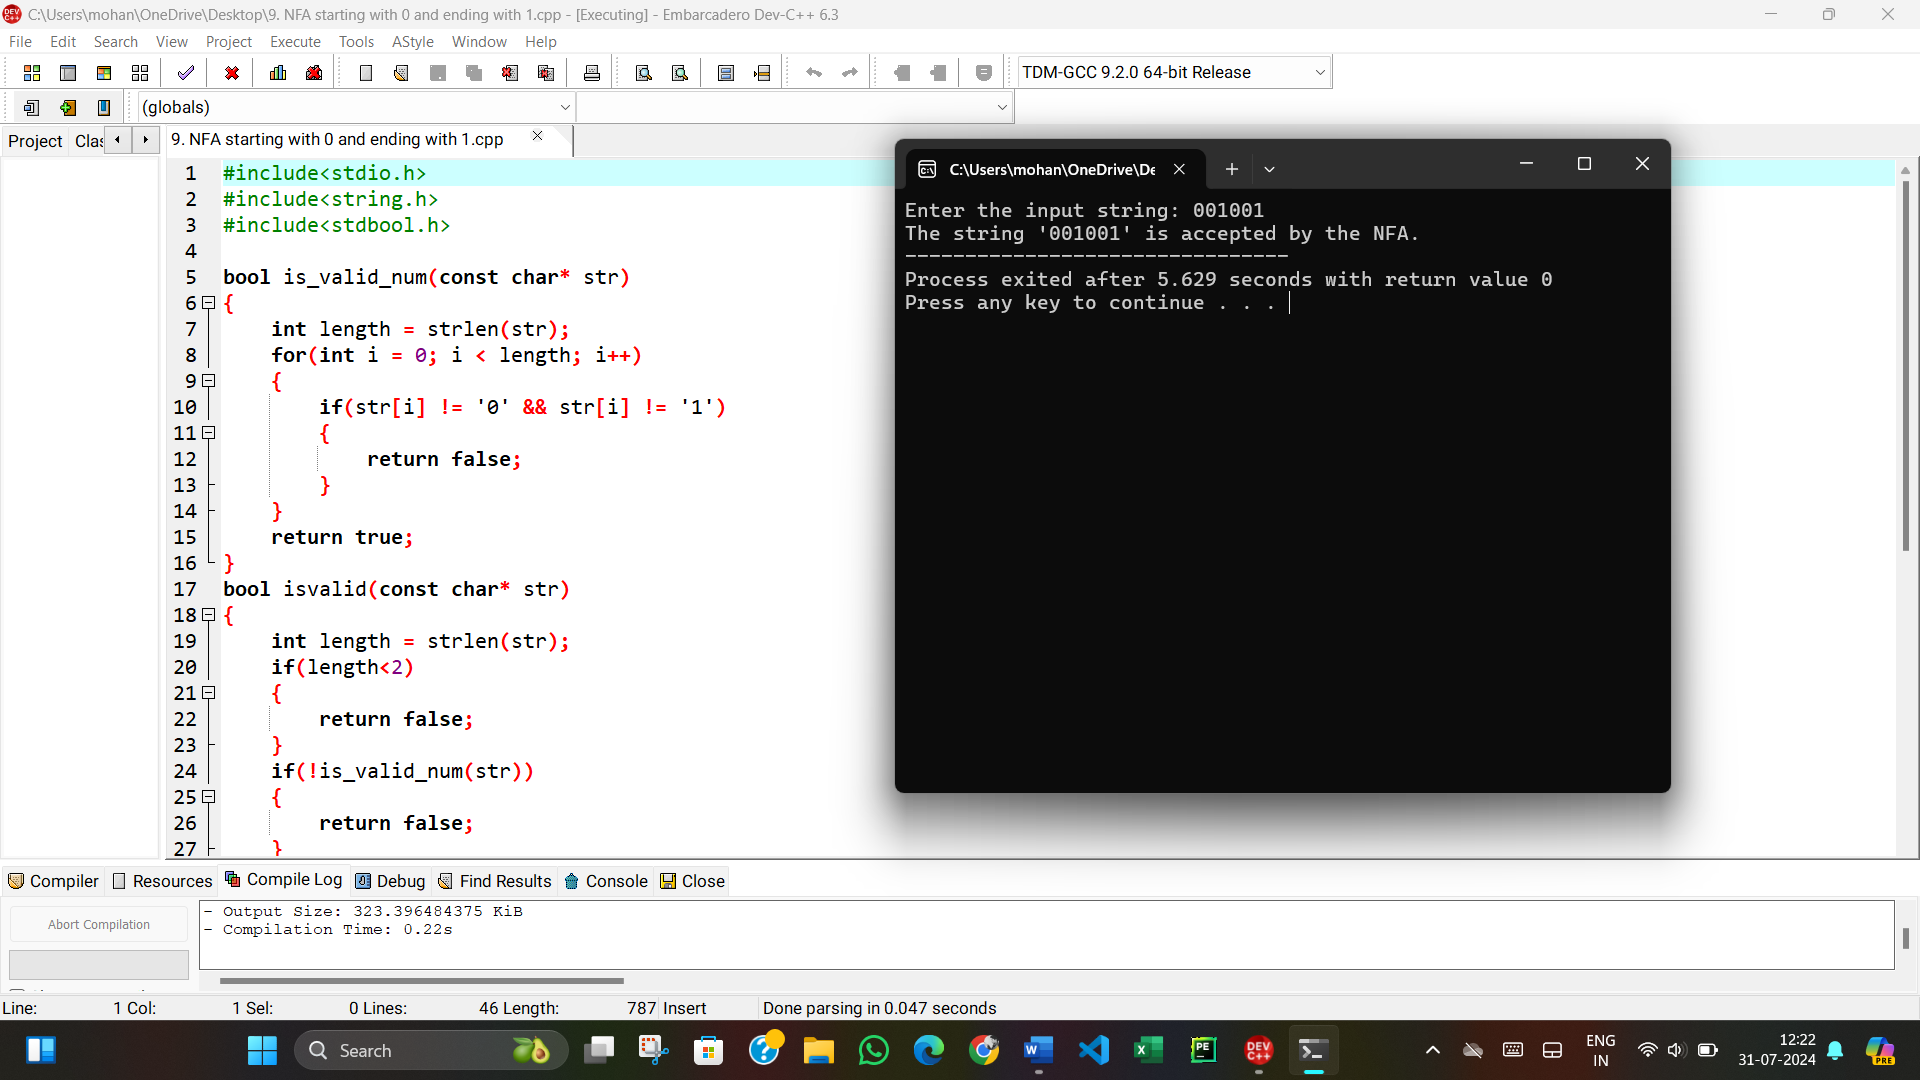 C:\Users\mohan\OneDrive\Desktop\9. NFA starting with 0 and ending with 1.cpp - [Executing] - Embarcadero Dev-C++ 6.3
File Edit Search View Project Execute Tools AStyle Window Help
TDM-GCC 9.2.0 64-bit Release
(globals)
Project Clas
9. NFA starting with 0 and ending with 1.cpp
1 #include<stdio.h>
2 #include<string.h>
3 #include<stdbool.h>
4
5 bool is_valid_num(const char* str)
6 {
7 int length = strlen(str);
8 for(int i = 0; i < length; i++)
9 {
10 if(str[i] != '0' && str[i] != '1')
11 {
12 return false;
13 }
14 }
15 return true;
16 }
17 bool isvalid(const char* str)
18 {
19 int length = strlen(str);
20 if(length<2)
21 {
22 return false;
23 }
24 if(!is_valid_num(str))
25 {
26 return false;
27 }
C:\Users\mohan\OneDrive\De
Enter the input string: 001001
The string '001001' is accepted by the NFA.
--------------------------------
Process exited after 5.629 seconds with return value 0
Press any key to continue . . .
Compiler Resources Compile Log Debug Find Results Console Close
Abort Compilation
- Output Size: 323.396484375 KiB
- Compilation Time: 0.22s
Line: 1 Col: 1 Sel: 0 Lines: 46 Length: 787 Insert Done parsing in 0.047 seconds
Search
ENG
IN
12:22
31-07-2024
PRE